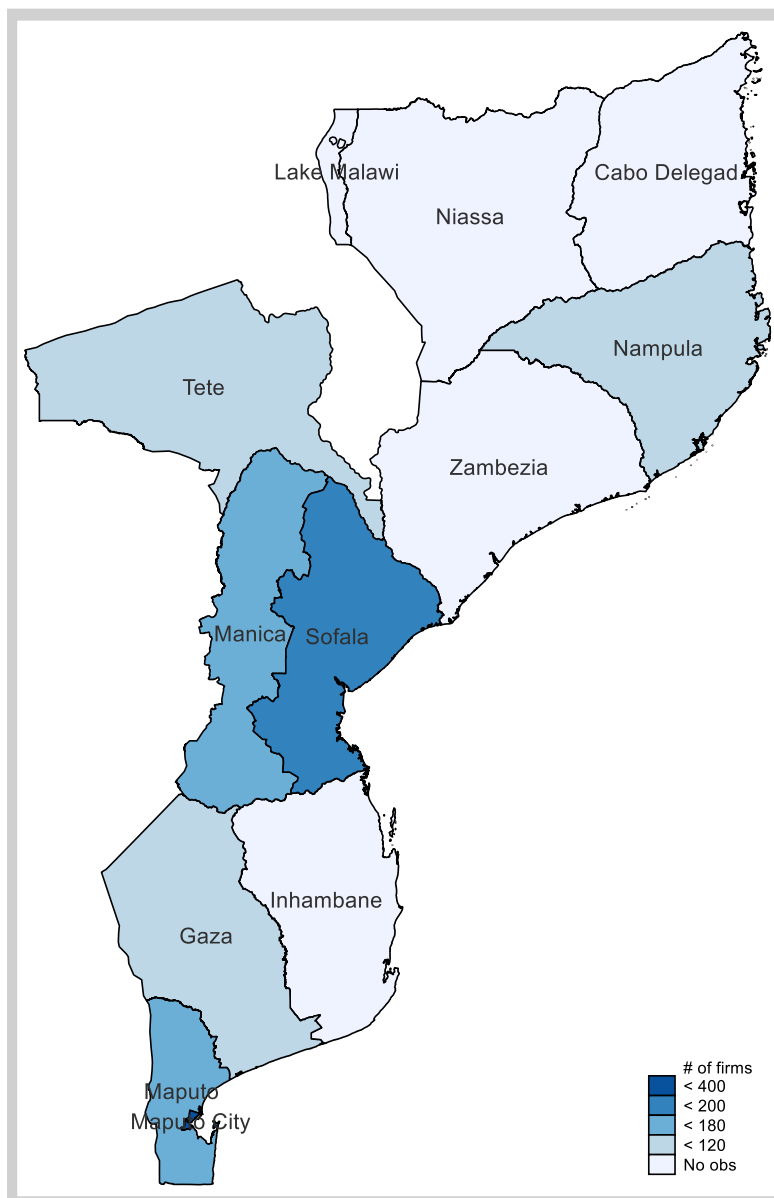 Lake Malawi
Cabo Delegad
Niassa
Nampula
Tete
Zambezia
Manica
Sofala
Inhambane
Gaza
Maputo
Maputo City
# of firms
< 400
< 200
< 180
< 120
No obs